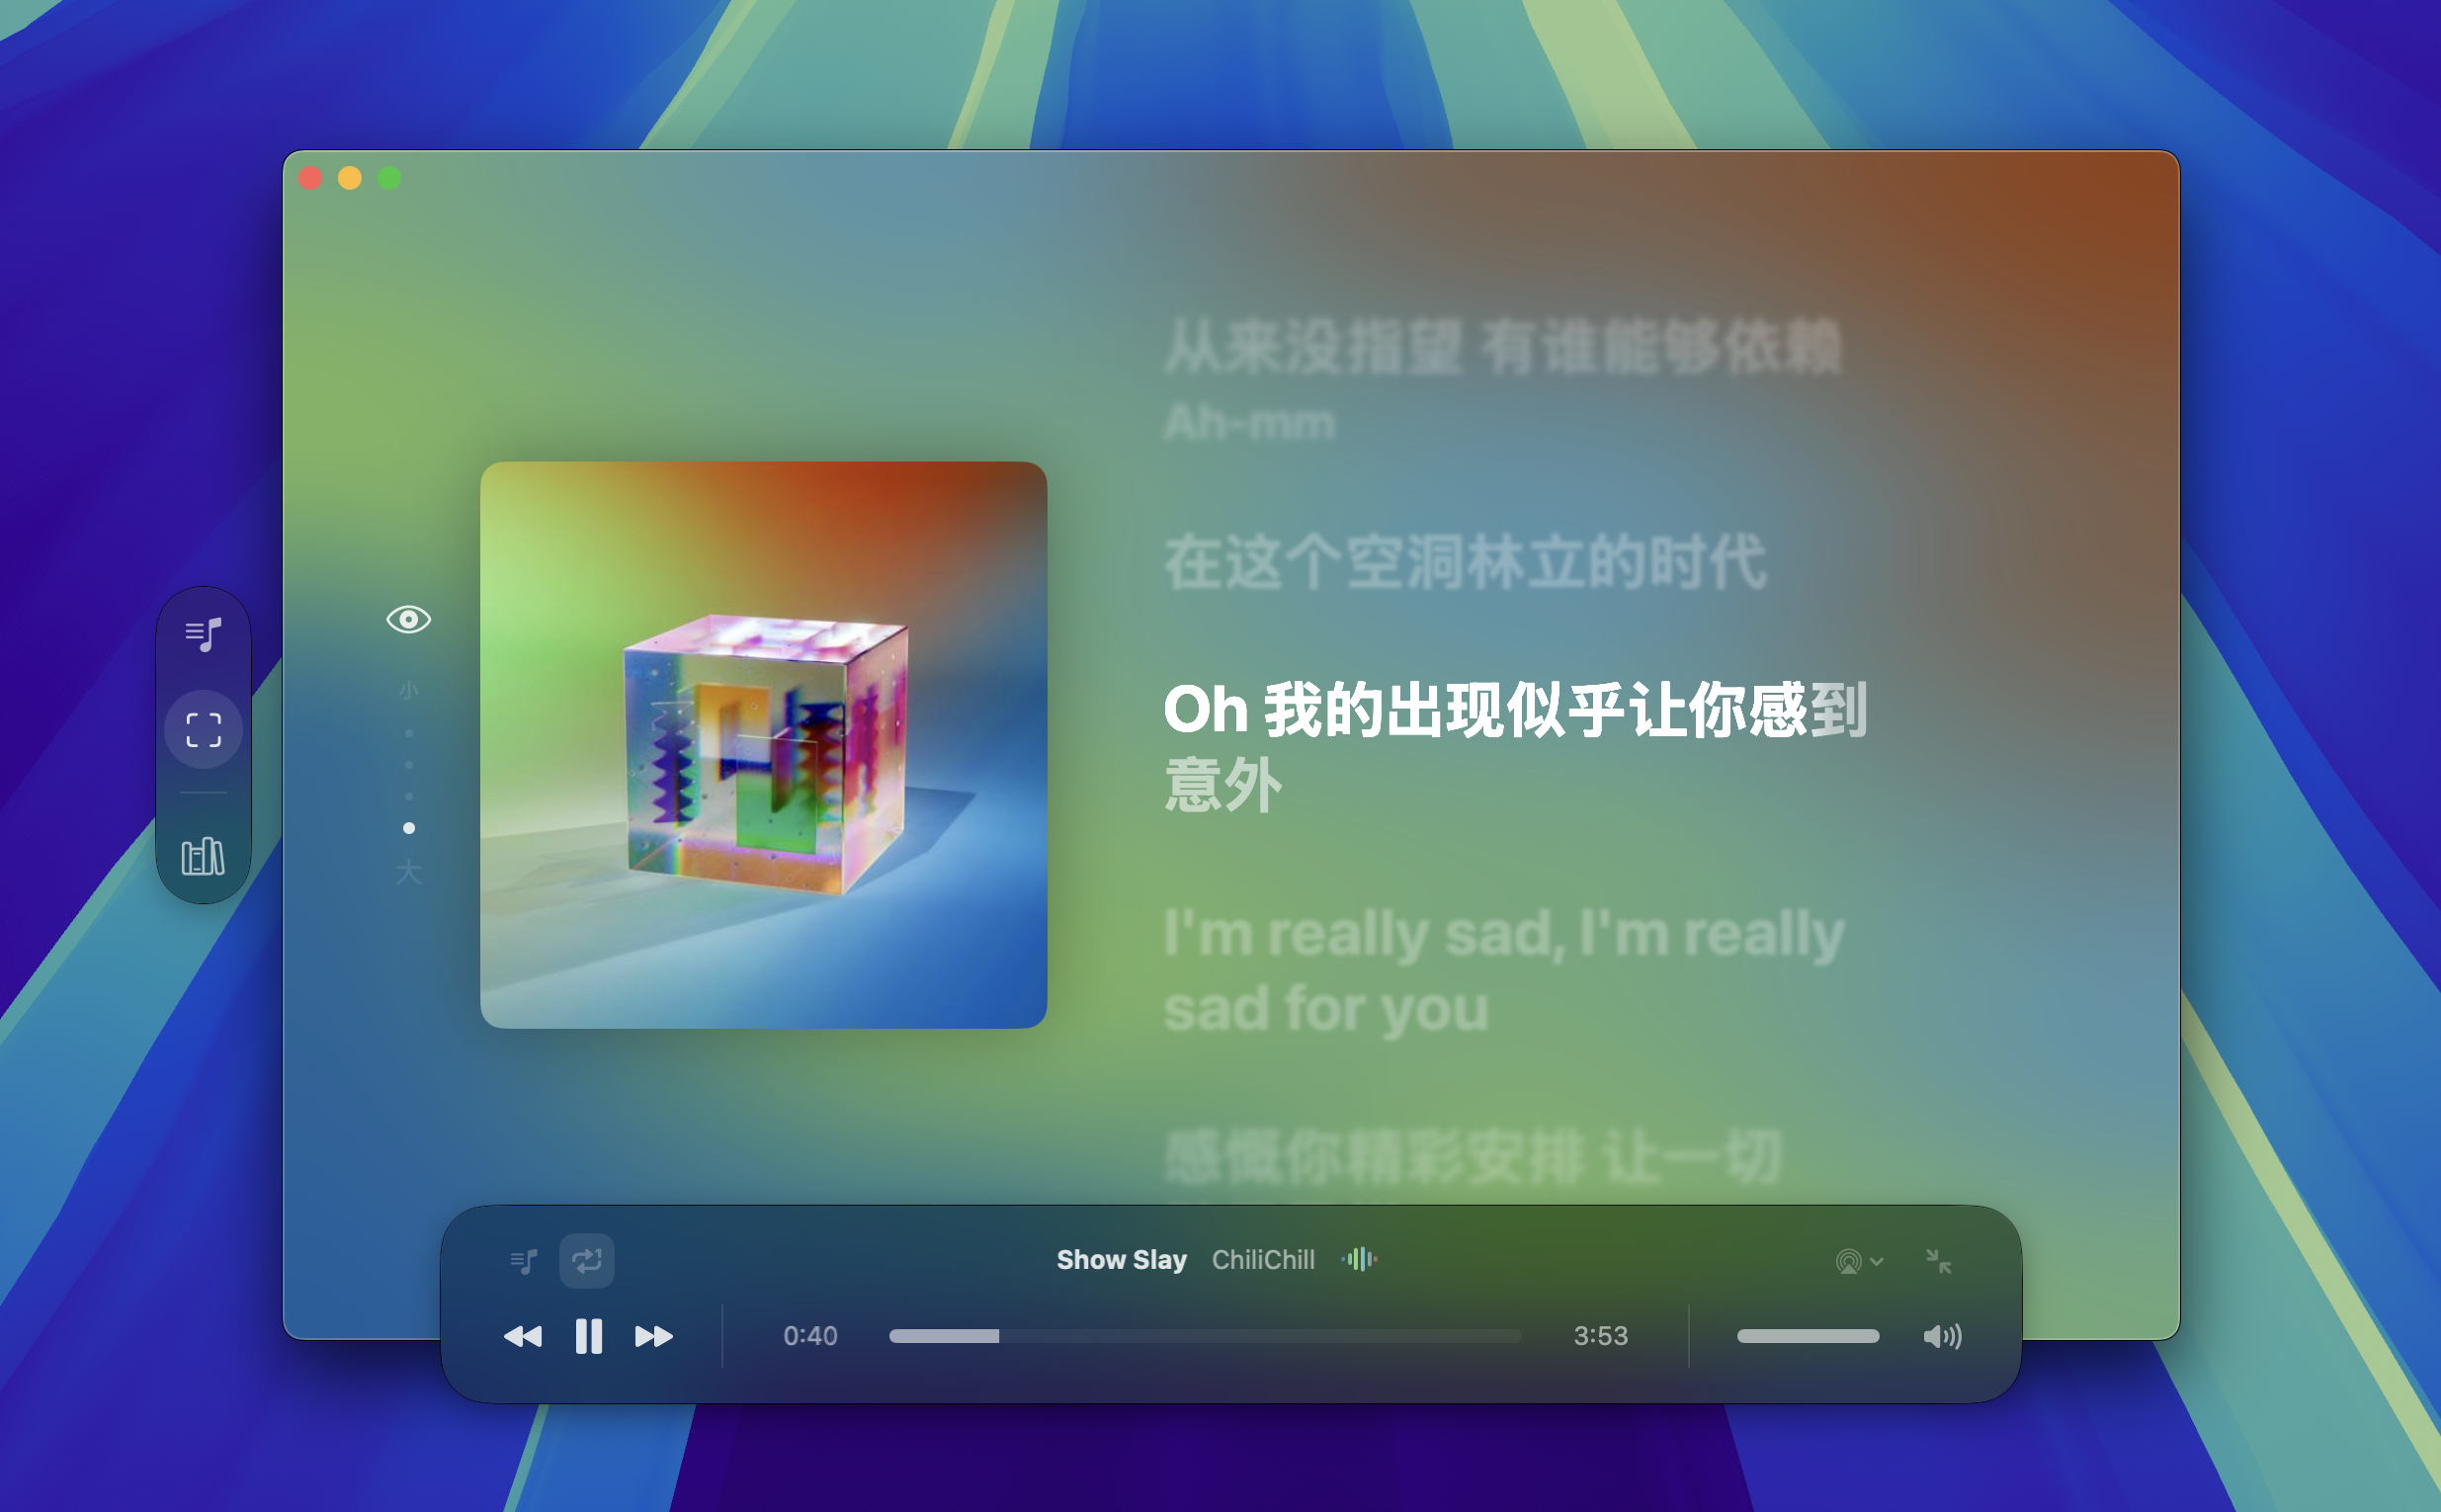 从来没指望 有谁能够依赖
Ah-mm
在这个空洞林立的时代
小
Oh 我的出现似乎让你感到
意外
大
I'm really sad, I'm really
sad for you
感慨你精彩安排 让一切
Show Slay ChiliChill
0:40 3:53